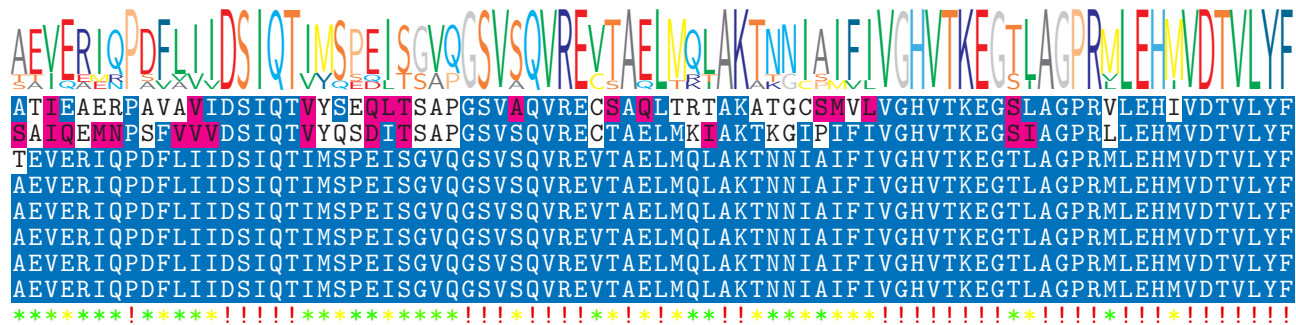 AEVERIQPDFLIIDSIQTIMSPEISGVQGSVSQVREVTAELMQLAKTNNIAIFIVGHVTKEGTLAGPRMLEHMVDTVLYF
ATIEAERPAVAVIDSIQTVYSEQLTSAPGSVAQVRECSAQLTRTAKATGCSMVLVGHVTKEGSLAGPRVLEHIVDTVLYF
SAIQEMNPSFVVVDSIQTVYQSDITSAPGSVSQVRECTAELMKIAKTKGIPIFIVGHVTKEGSIAGPRLLEHMVDTVLYF
TEVERIQPDFLIIDSIQTIMSPEISGVQGSVSQVREVTAELMQLAKTNNIAIFIVGHVTKEGTLAGPRMLEHMVDTVLYF
AEVERIQPDFLIIDSIQTIMSPEISGVQGSVSQVREVTAELMQLAKTNNIAIFIVGHVTKEGTLAGPRMLEHMVDTVLYF
AEVERIQPDFLIIDSIQTIMSPEISGVQGSVSQVREVTAELMQLAKTNNIAIFIVGHVTKEGTLAGPRMLEHMVDTVLYF
AEVERIQPDFLIIDSIQTIMSPEISGVQGSVSQVREVTAELMQLAKTNNIAIFIVGHVTKEGTLAGPRMLEHMVDTVLYF
AEVERIQPDFLIIDSIQTIMSPEISGVQGSVSQVREVTAELMQLAKTNNIAIFIVGHVTKEGTLAGPRMLEHMVDTVLYF
AEVERIQPDFLIIDSIQTIMSPEISGVQGSVSQVREVTAELMQLAKTNNIAIFIVGHVTKEGTLAGPRMLEHMVDTVLYF
*******!*****!!!!!**********!!!*!!!!**!*!***!!********!!!!!!!!**!!!!*!!!*!!!!!!!